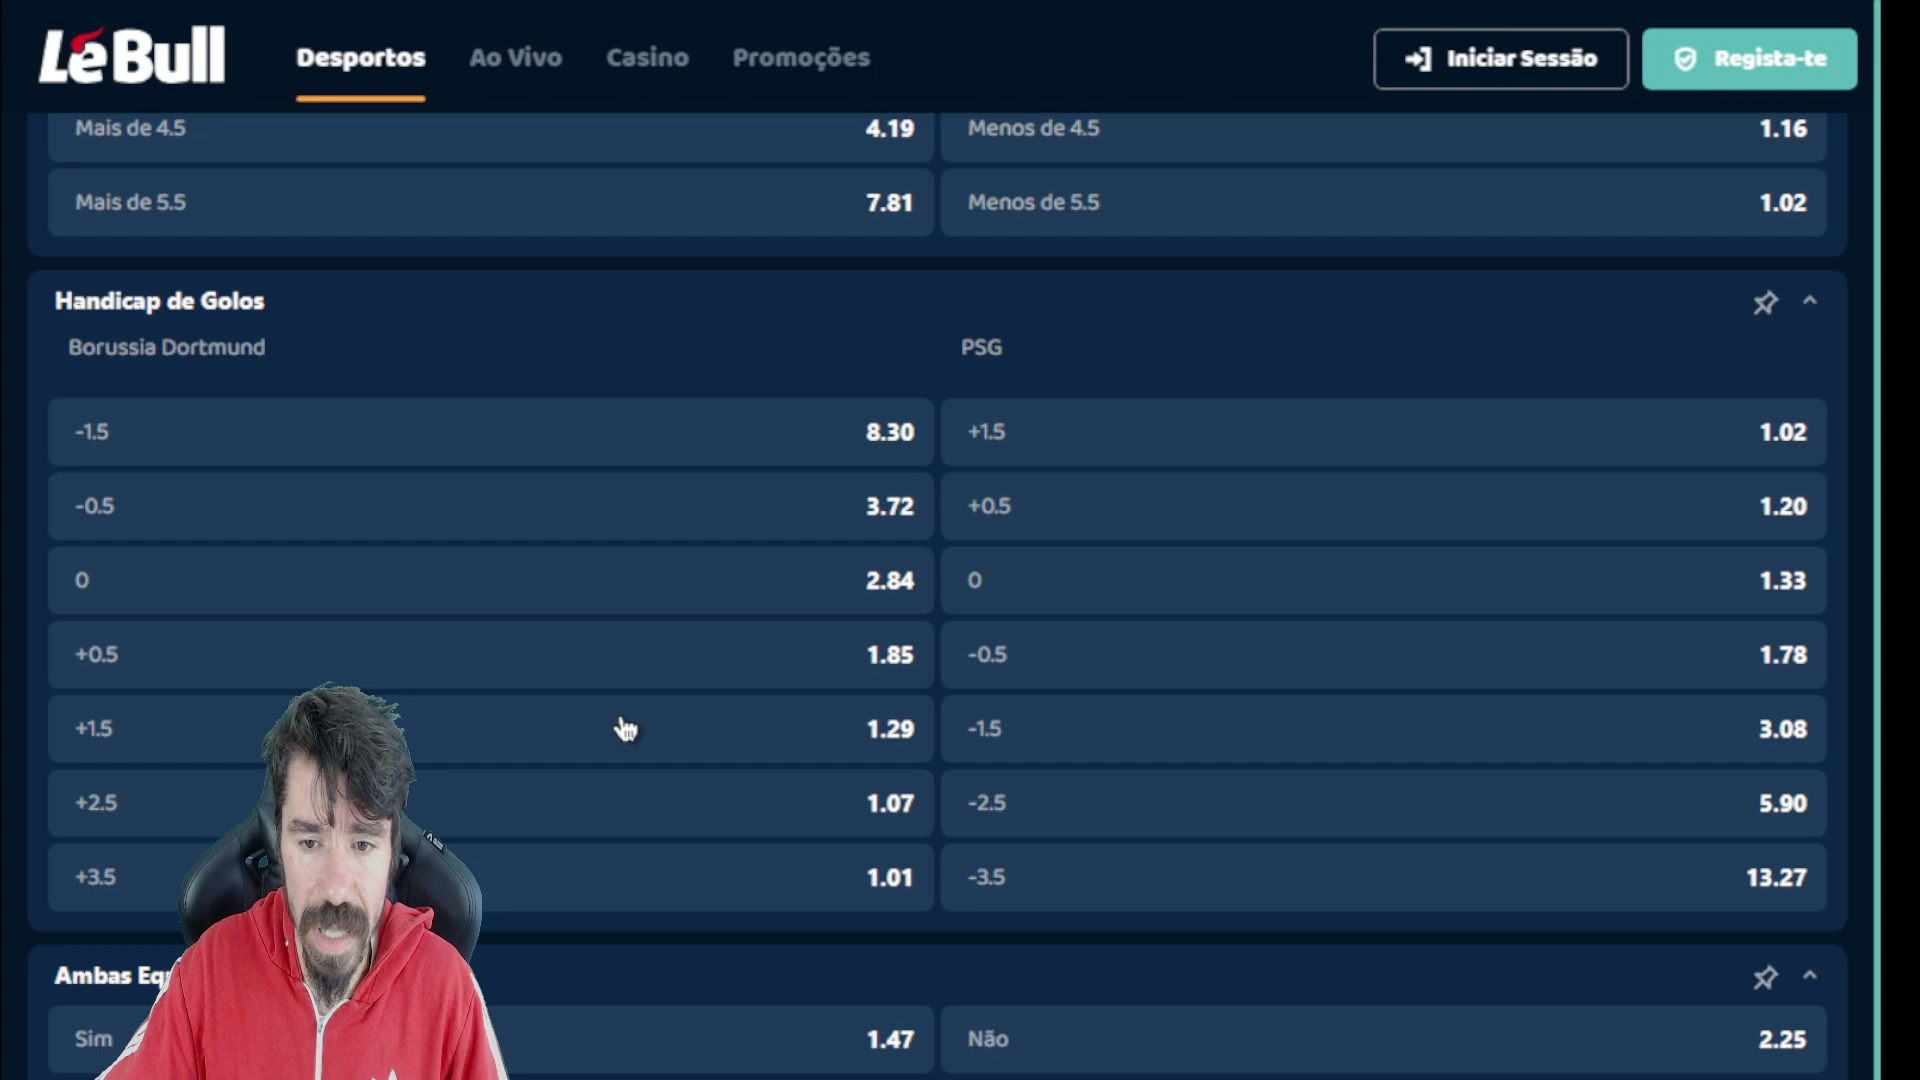 LeBull Desportos Ao Vivo Casino Promoções Iniciar Sessão Regista-te
Mais de 4.5 4.19 Menos de 4.5 1.16
Mais de 5.5 7.81 Menos de 5.5 1.02
Handicap de Golos
Borussia Dortmund PSG
-1.5 8.30 +1.5 1.02
-0.5 3.72 +0.5 1.20
0 2.84 0 1.33
+0.5 1.85 -0.5 1.78
+1.5 1.29 -1.5 3.08
+2.5 1.07 -2.5 5.90
+3.5 1.01 -3.5 13.27
Ambas
Sim 1.47 Não 2.25